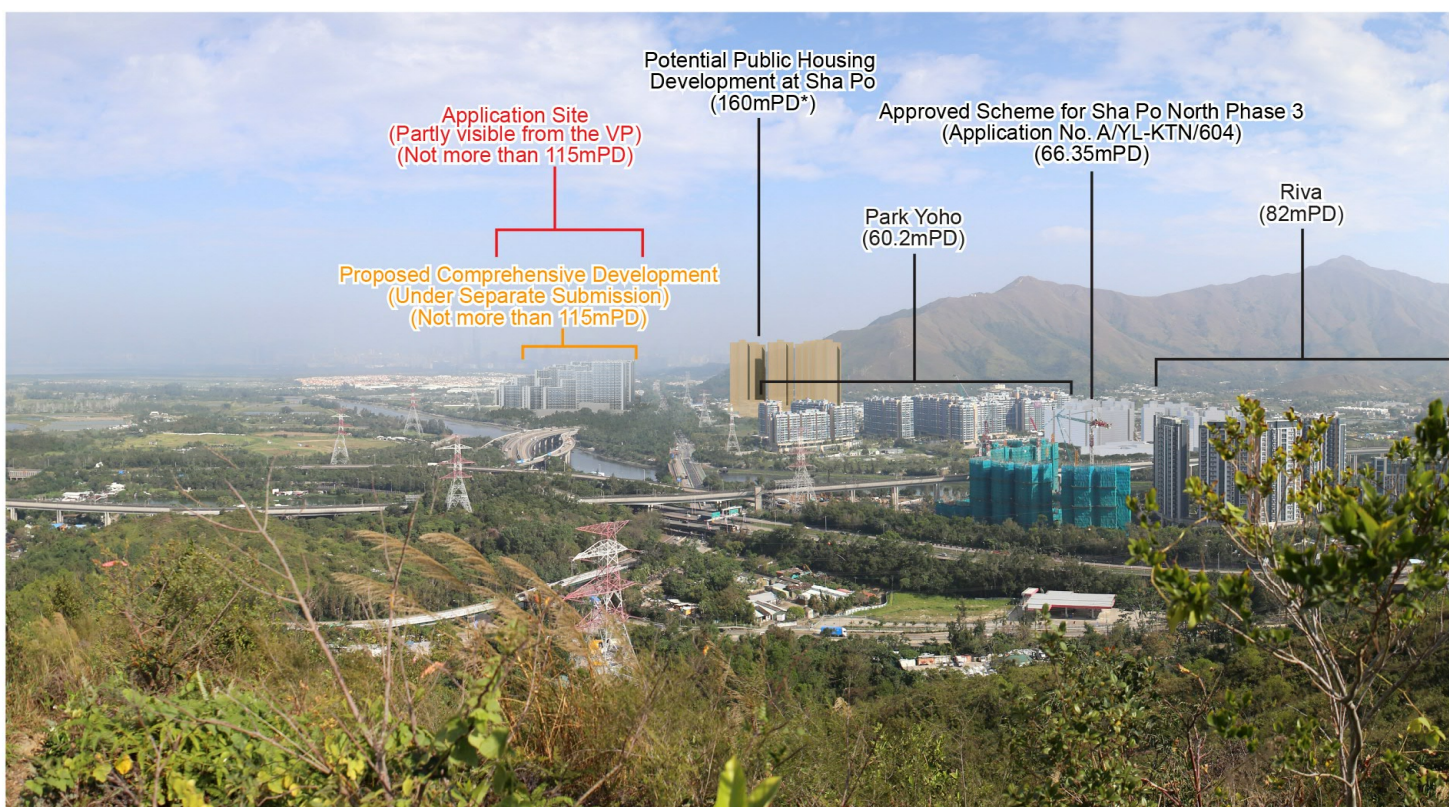 Potential Public Housing
Development at Sha Po
(160mPD*)
Application Site
(Partly visible from the VP)
(Not more than 115mPD)
Approved Scheme for Sha Po North Phase 3
(Application No. A/YL-KTN/604)
(66.35mPD)
Riva
(82mPD)
Park Yoho
(60.2mPD)
Proposed Comprehensive Development
(Under Separate Submission)
(Not more than 115mPD)